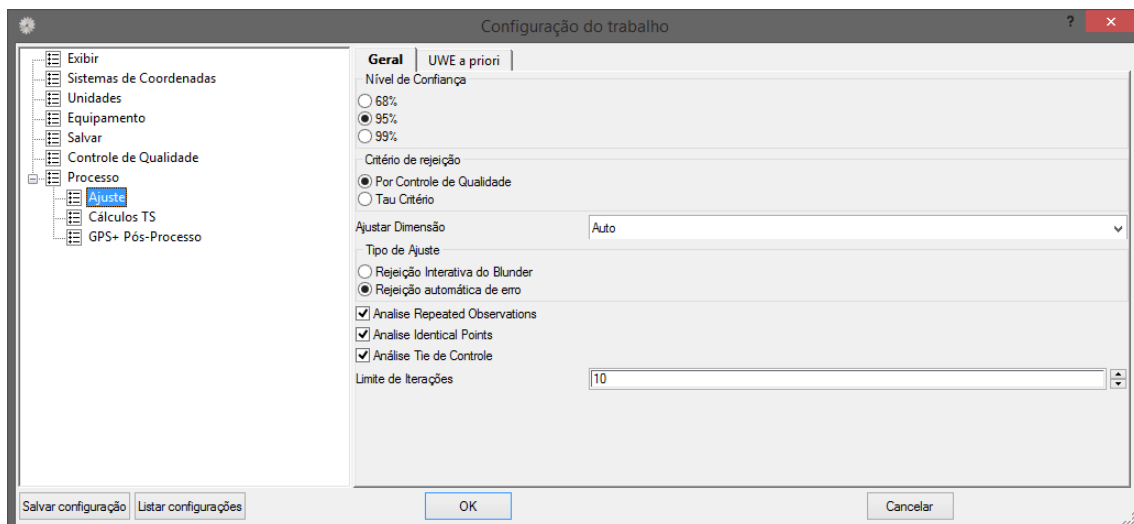 Configuração do trabalho
?
×
Exibir
Sistemas de Coordenadas
Unidades
Equipamento
Salvar
Controle de Qualidade
Processo
Ajuste
Cálculos TS
GPS+ Pós-Processo
Geral
UWE a priori
Nível de Confiança
68%
95%
99%
Critério de rejeição
Por Controle de Qualidade
Tau Critério
Ajustar Dimensão Auto
Tipo de Ajuste
Rejeição Interativa do Blunder
Rejeição automática de erro
Analise Repeated Observations
Analise Identical Points
Análise Tie de Controle
Limite de Iterações 10
Salvar configuração Listar configurações OK Cancelar